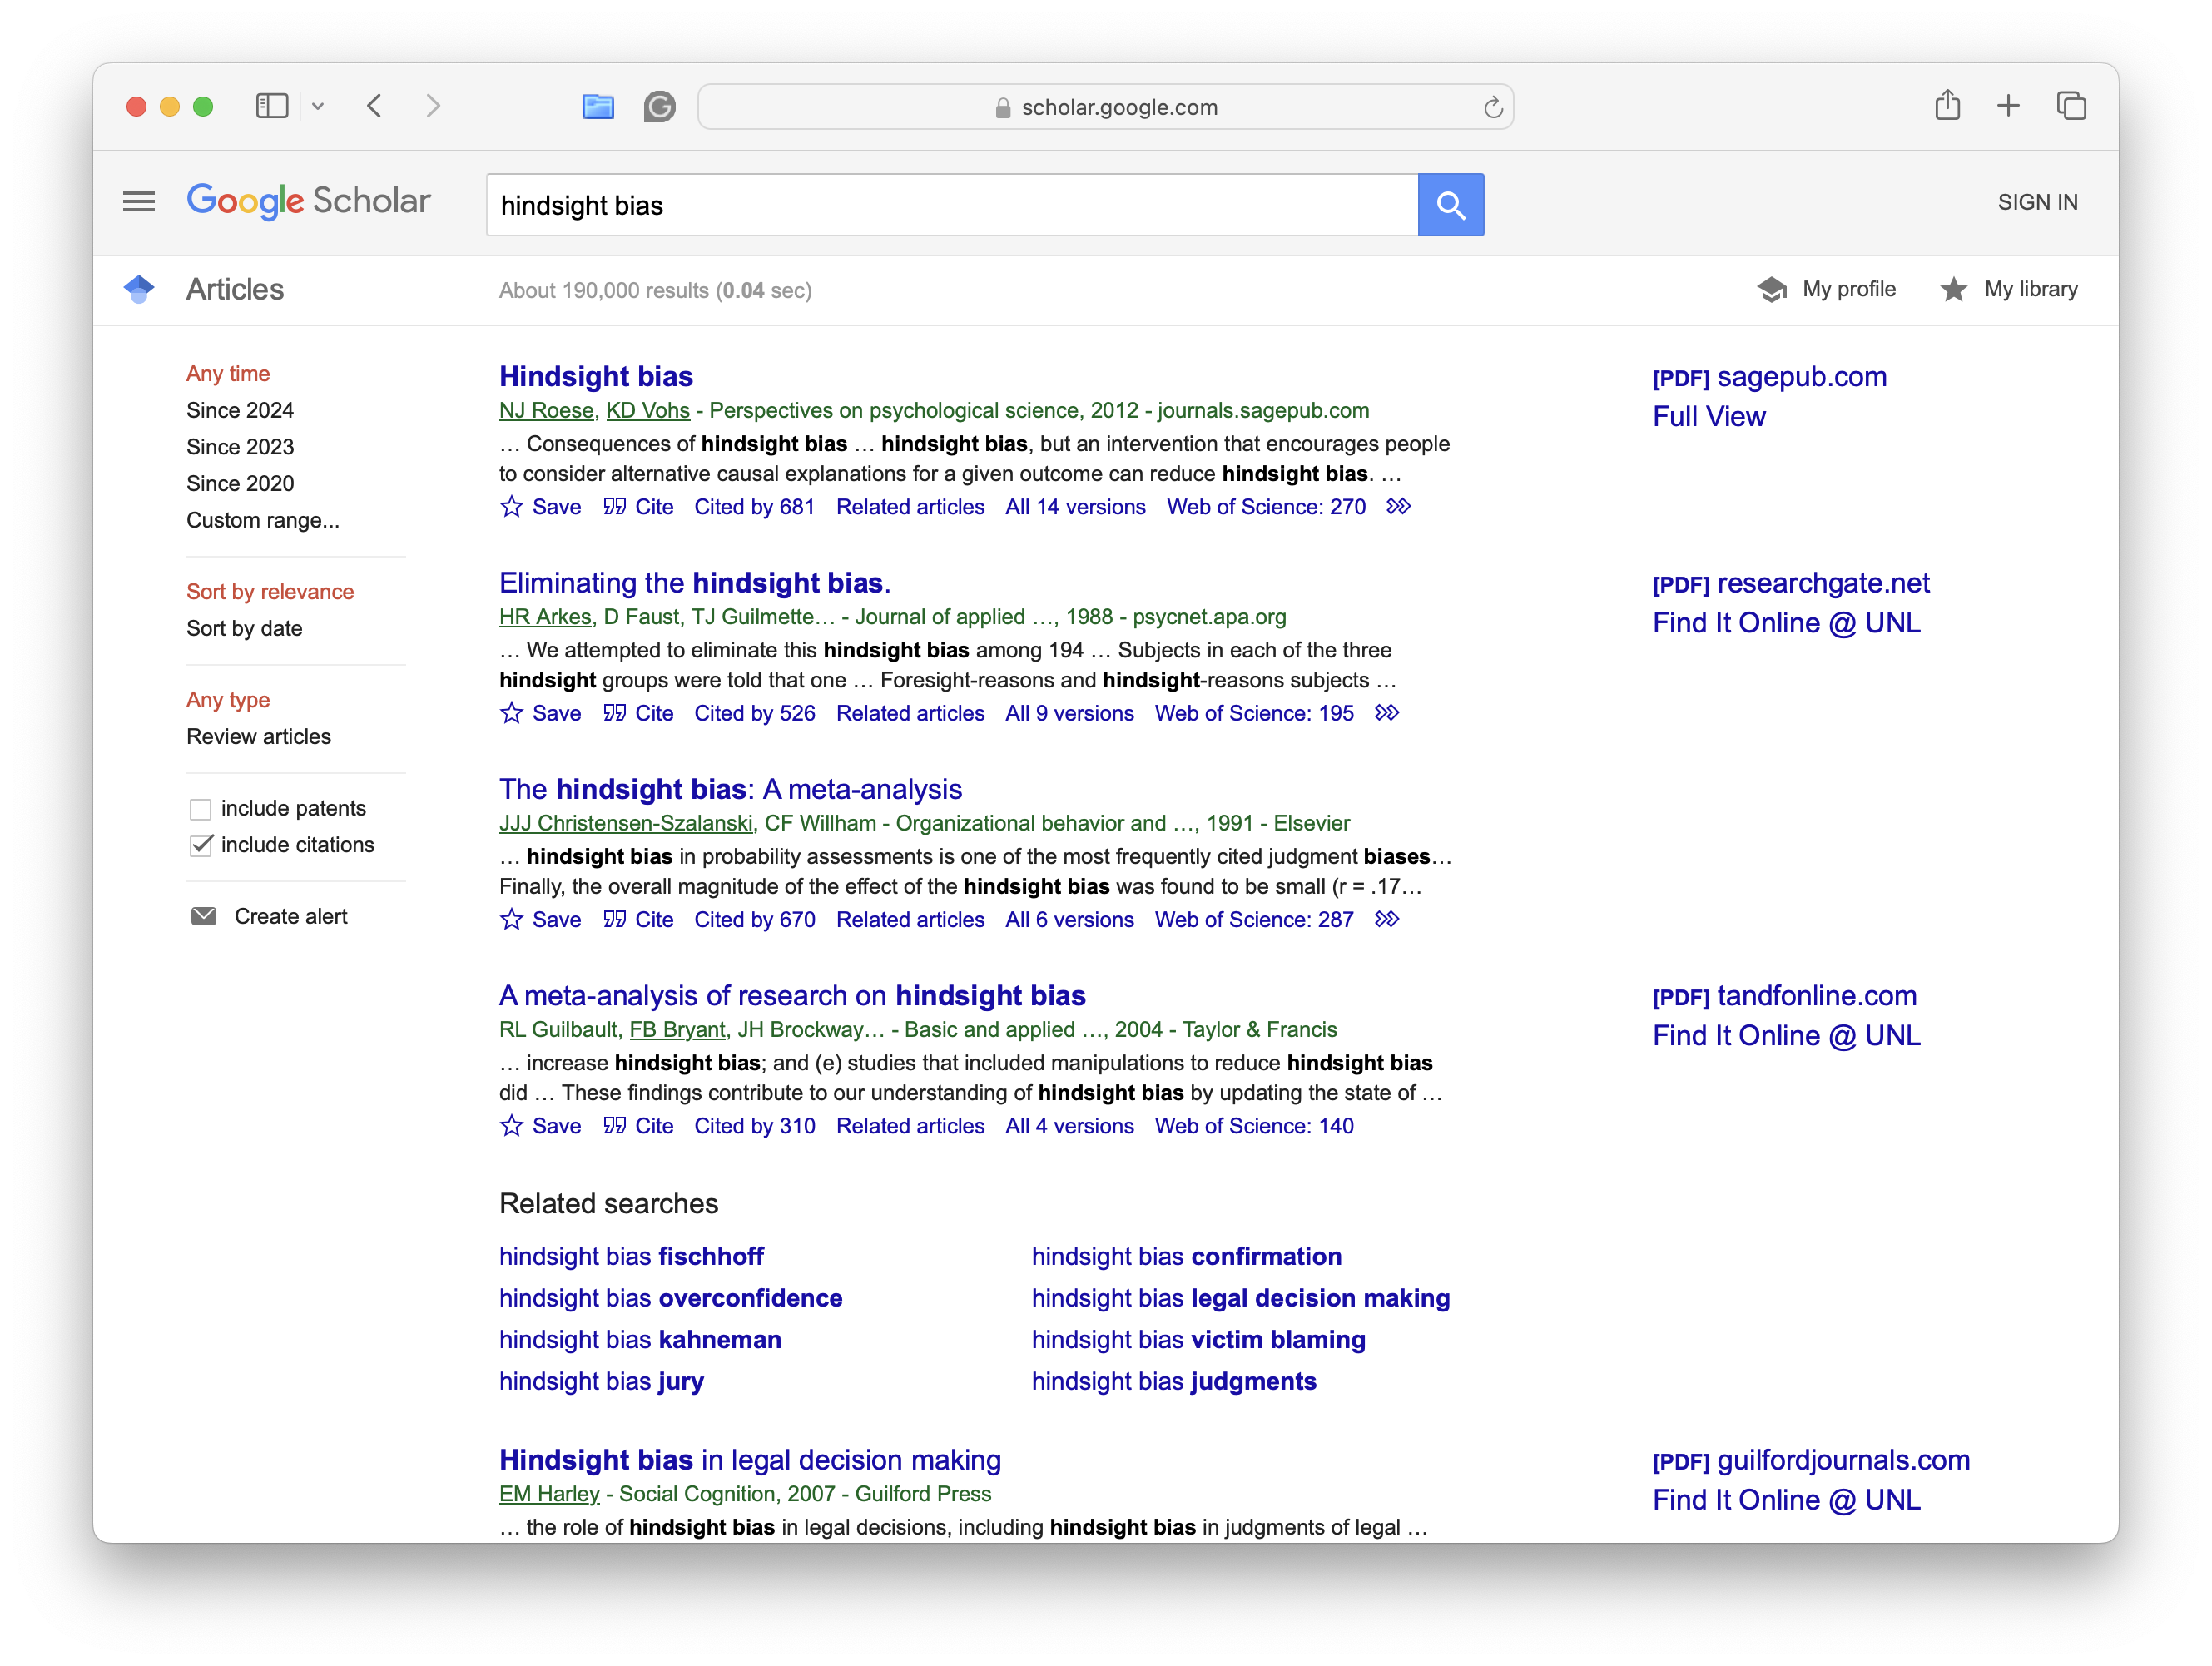 scholar.google.com
Google Scholar
hindsight bias
SIGN IN
Articles
About 190,000 results (0.04 sec)
My profile
My library
Any time
Since 2024
Since 2023
Since 2020
Custom range...
Sort by relevance
Sort by date
Any type
Review articles
include patents
include citations
Create alert
Hindsight bias
NJ Roese, KD Vohs - Perspectives on psychological science, 2012 - journals.sagepub.com
… Consequences of hindsight bias … hindsight bias, but an intervention that encourages people
to consider alternative causal explanations for a given outcome can reduce hindsight bias. …
Save Cite Cited by 681 Related articles All 14 versions Web of Science: 270
[PDF] sagepub.com
Full View
Eliminating the hindsight bias.
HR Arkes, D Faust, TJ Guilmette… - Journal of applied …, 1988 - psycnet.apa.org
… We attempted to eliminate this hindsight bias among 194 … Subjects in each of the three
hindsight groups were told that one … Foresight-reasons and hindsight-reasons subjects …
Save Cite Cited by 526 Related articles All 9 versions Web of Science: 195
[PDF] researchgate.net
Find It Online @ UNL
The hindsight bias: A meta-analysis
JJJ Christensen-Szalanski, CF Willham - Organizational behavior and …, 1991 - Elsevier
… hindsight bias in probability assessments is one of the most frequently cited judgment biases…
Finally, the overall magnitude of the effect of the hindsight bias was found to be small (r = .17…
Save Cite Cited by 670 Related articles All 6 versions Web of Science: 287
A meta-analysis of research on hindsight bias
RL Guilbault, FB Bryant, JH Brockway… - Basic and applied …, 2004 - Taylor & Francis
… increase hindsight bias; and (e) studies that included manipulations to reduce hindsight bias
did … These findings contribute to our understanding of hindsight bias by updating the state of …
Save Cite Cited by 310 Related articles All 4 versions Web of Science: 140
[PDF] tandfonline.com
Find It Online @ UNL
Related searches
hindsight bias fischhoff
hindsight bias confirmation
hindsight bias overconfidence
hindsight bias legal decision making
hindsight bias kahneman
hindsight bias victim blaming
hindsight bias jury
hindsight bias judgments
Hindsight bias in legal decision making
EM Harley - Social Cognition, 2007 - Guilford Press
… the role of hindsight bias in legal decisions, including hindsight bias in judgments of legal …
[PDF] guilfordjournals.com
Find It Online @ UNL